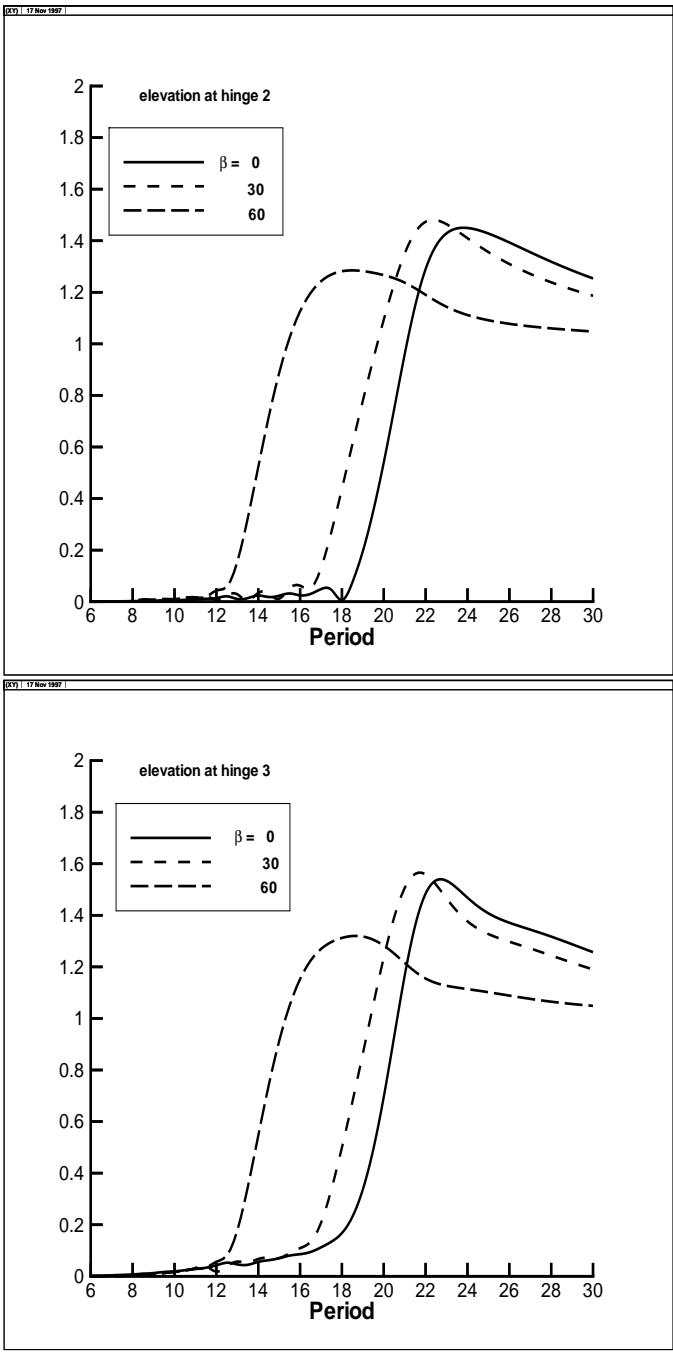 (XY) | 17 Nov 1997
elevation at hinge 2
β = 0
30
60
2
1.8
1.6
1.4
1.2
1
0.8
0.6
0.4
0.2
0
6 8 10 12 14 16 18 20 22 24 26 28 30
Period
(XY) | 17 Nov 1997
elevation at hinge 3
β = 0
30
60
2
1.8
1.6
1.4
1.2
1
0.8
0.6
0.4
0.2
0
6 8 10 12 14 16 18 20 22 24 26 28 30
Period